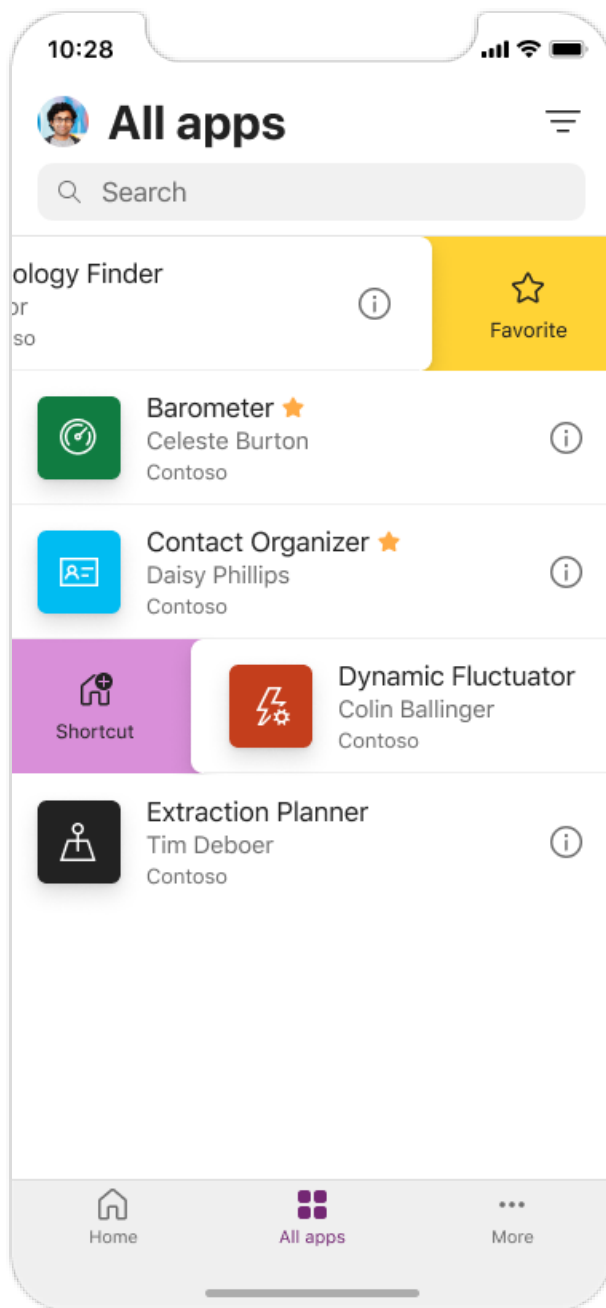 10:28
All apps
Search
ology Finder
or
so
Favorite
Barometer
Celeste Burton
Contoso
Contact Organizer
Daisy Phillips
Contoso
Shortcut
Dynamic Fluctuator
Colin Ballinger
Contoso
Extraction Planner
Tim Deboer
Contoso
Home
All apps
More